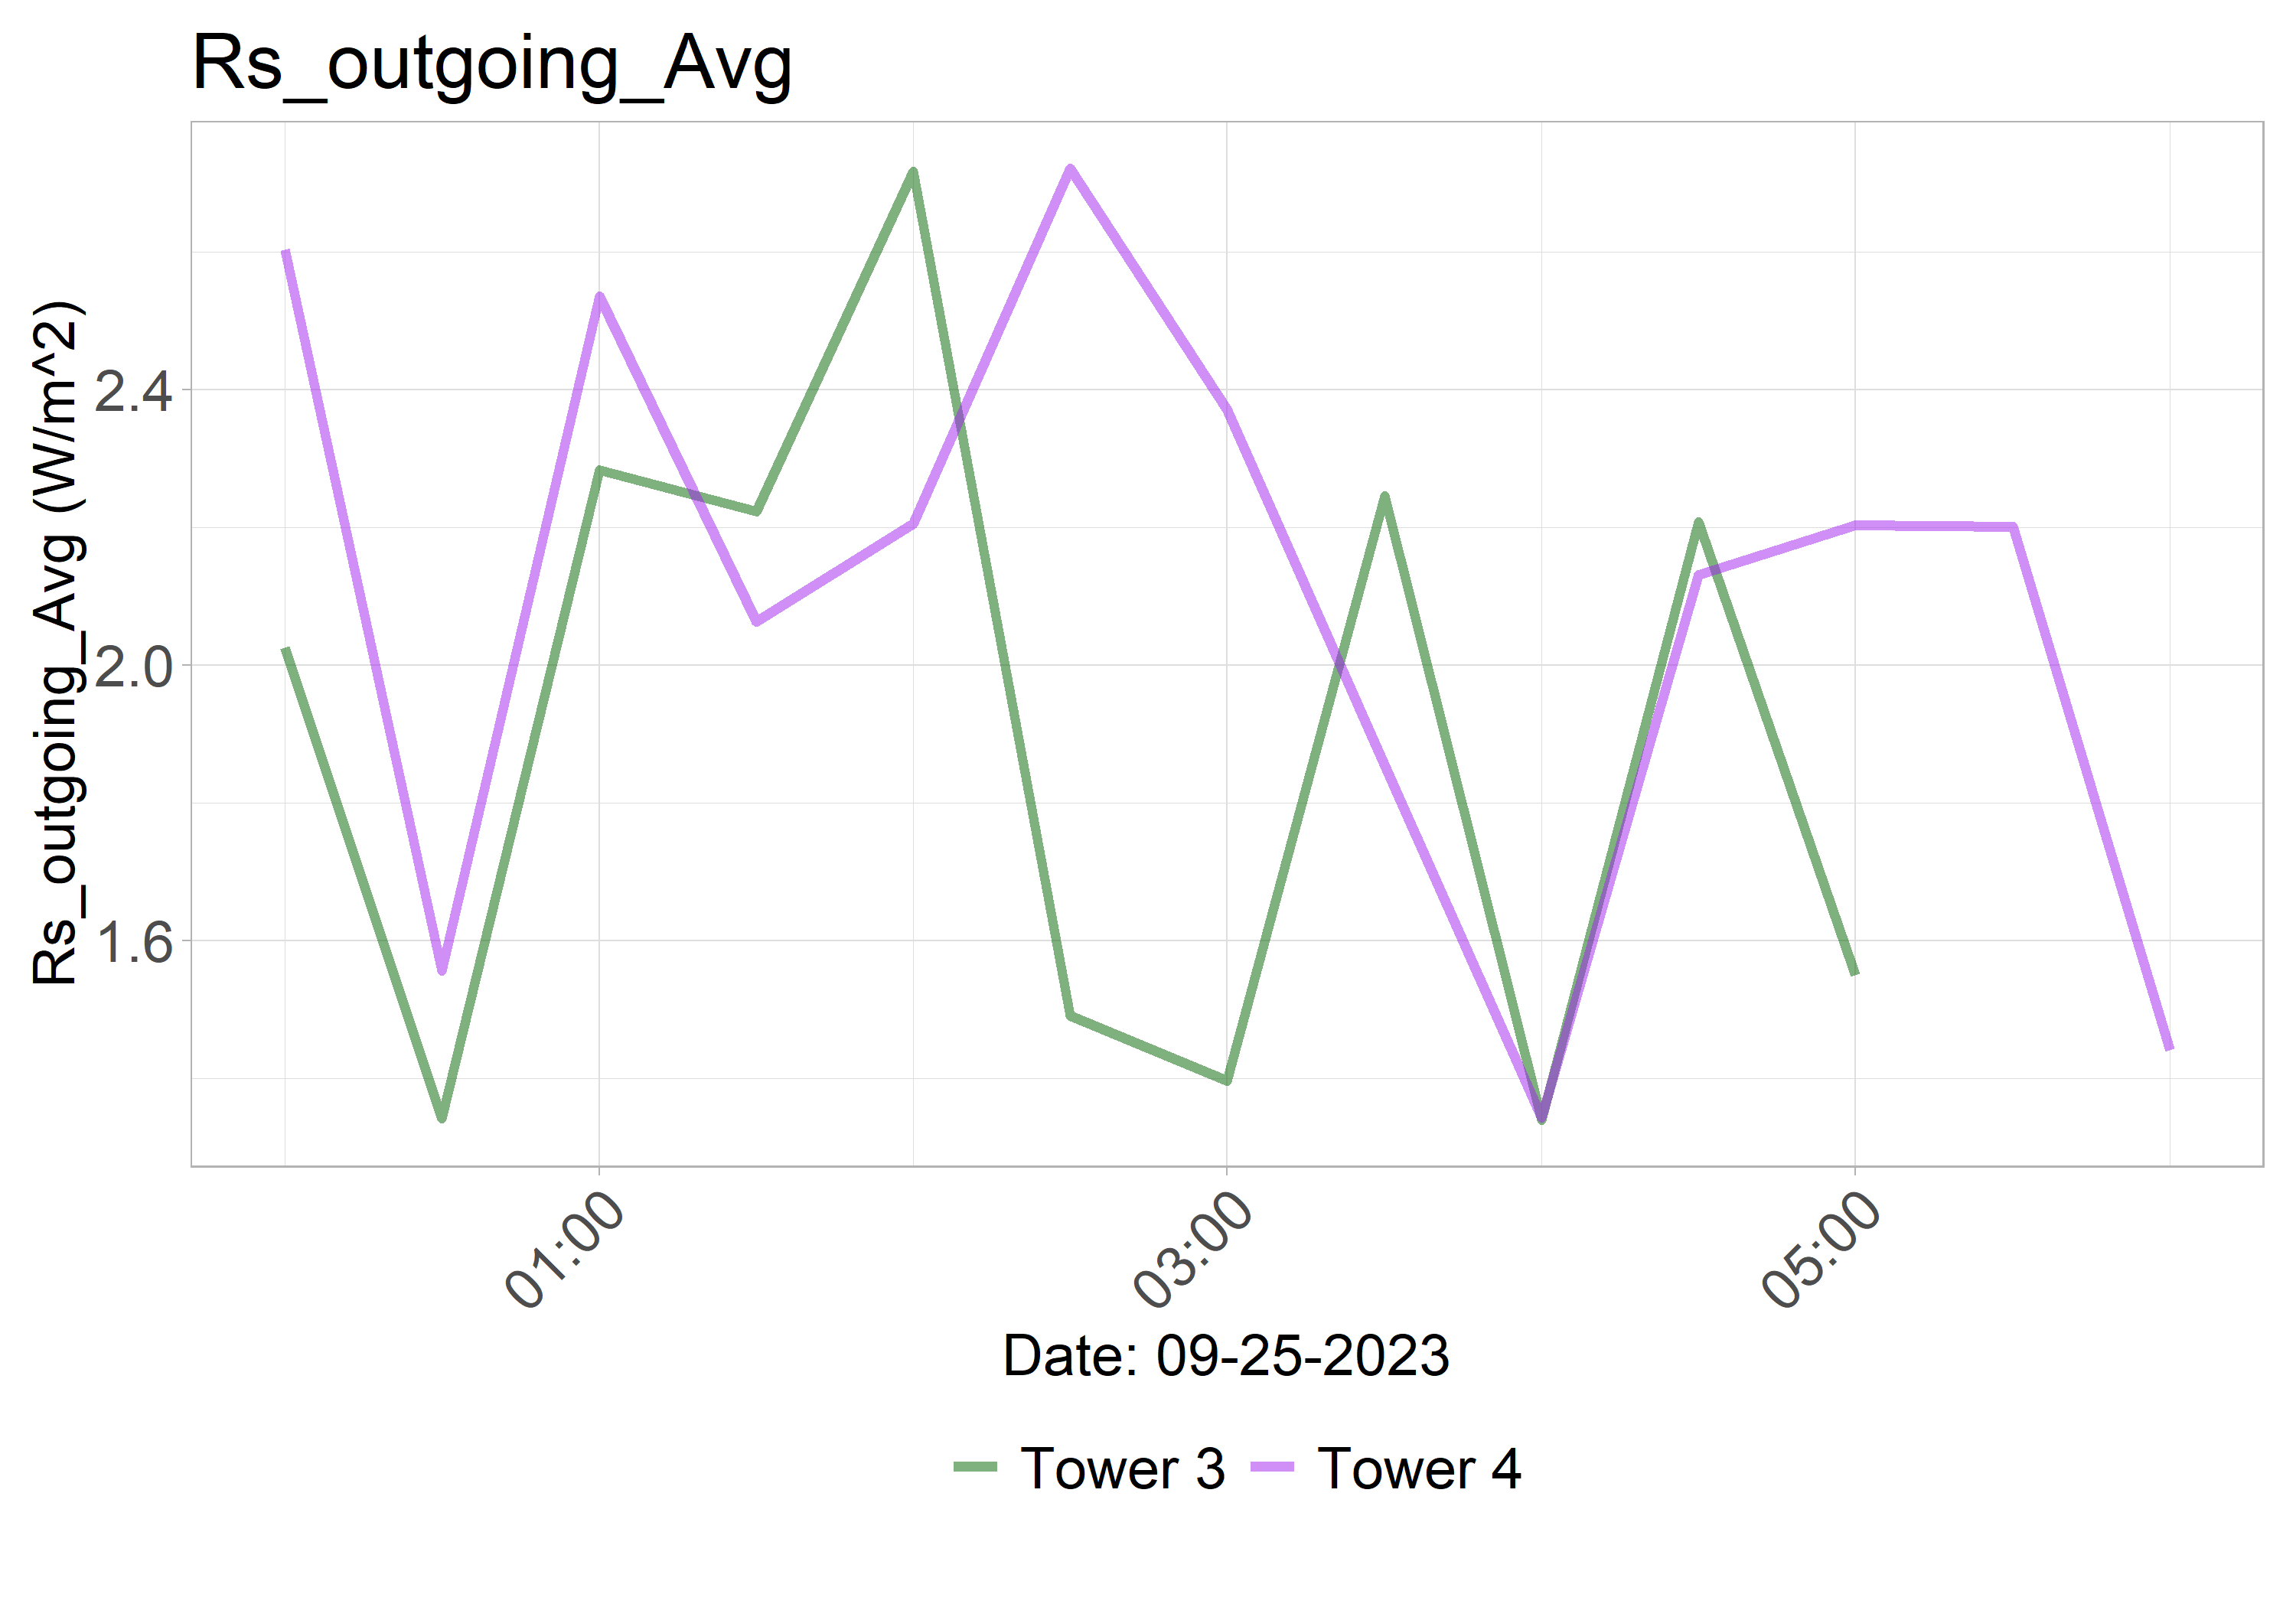 Rs_outgoing_Avg
Rs_outgoing_Avg (W/m^2)
2.4
2.0
1.6
01:00
03:00
05:00
Date: 09-25-2023
Tower 3
Tower 4